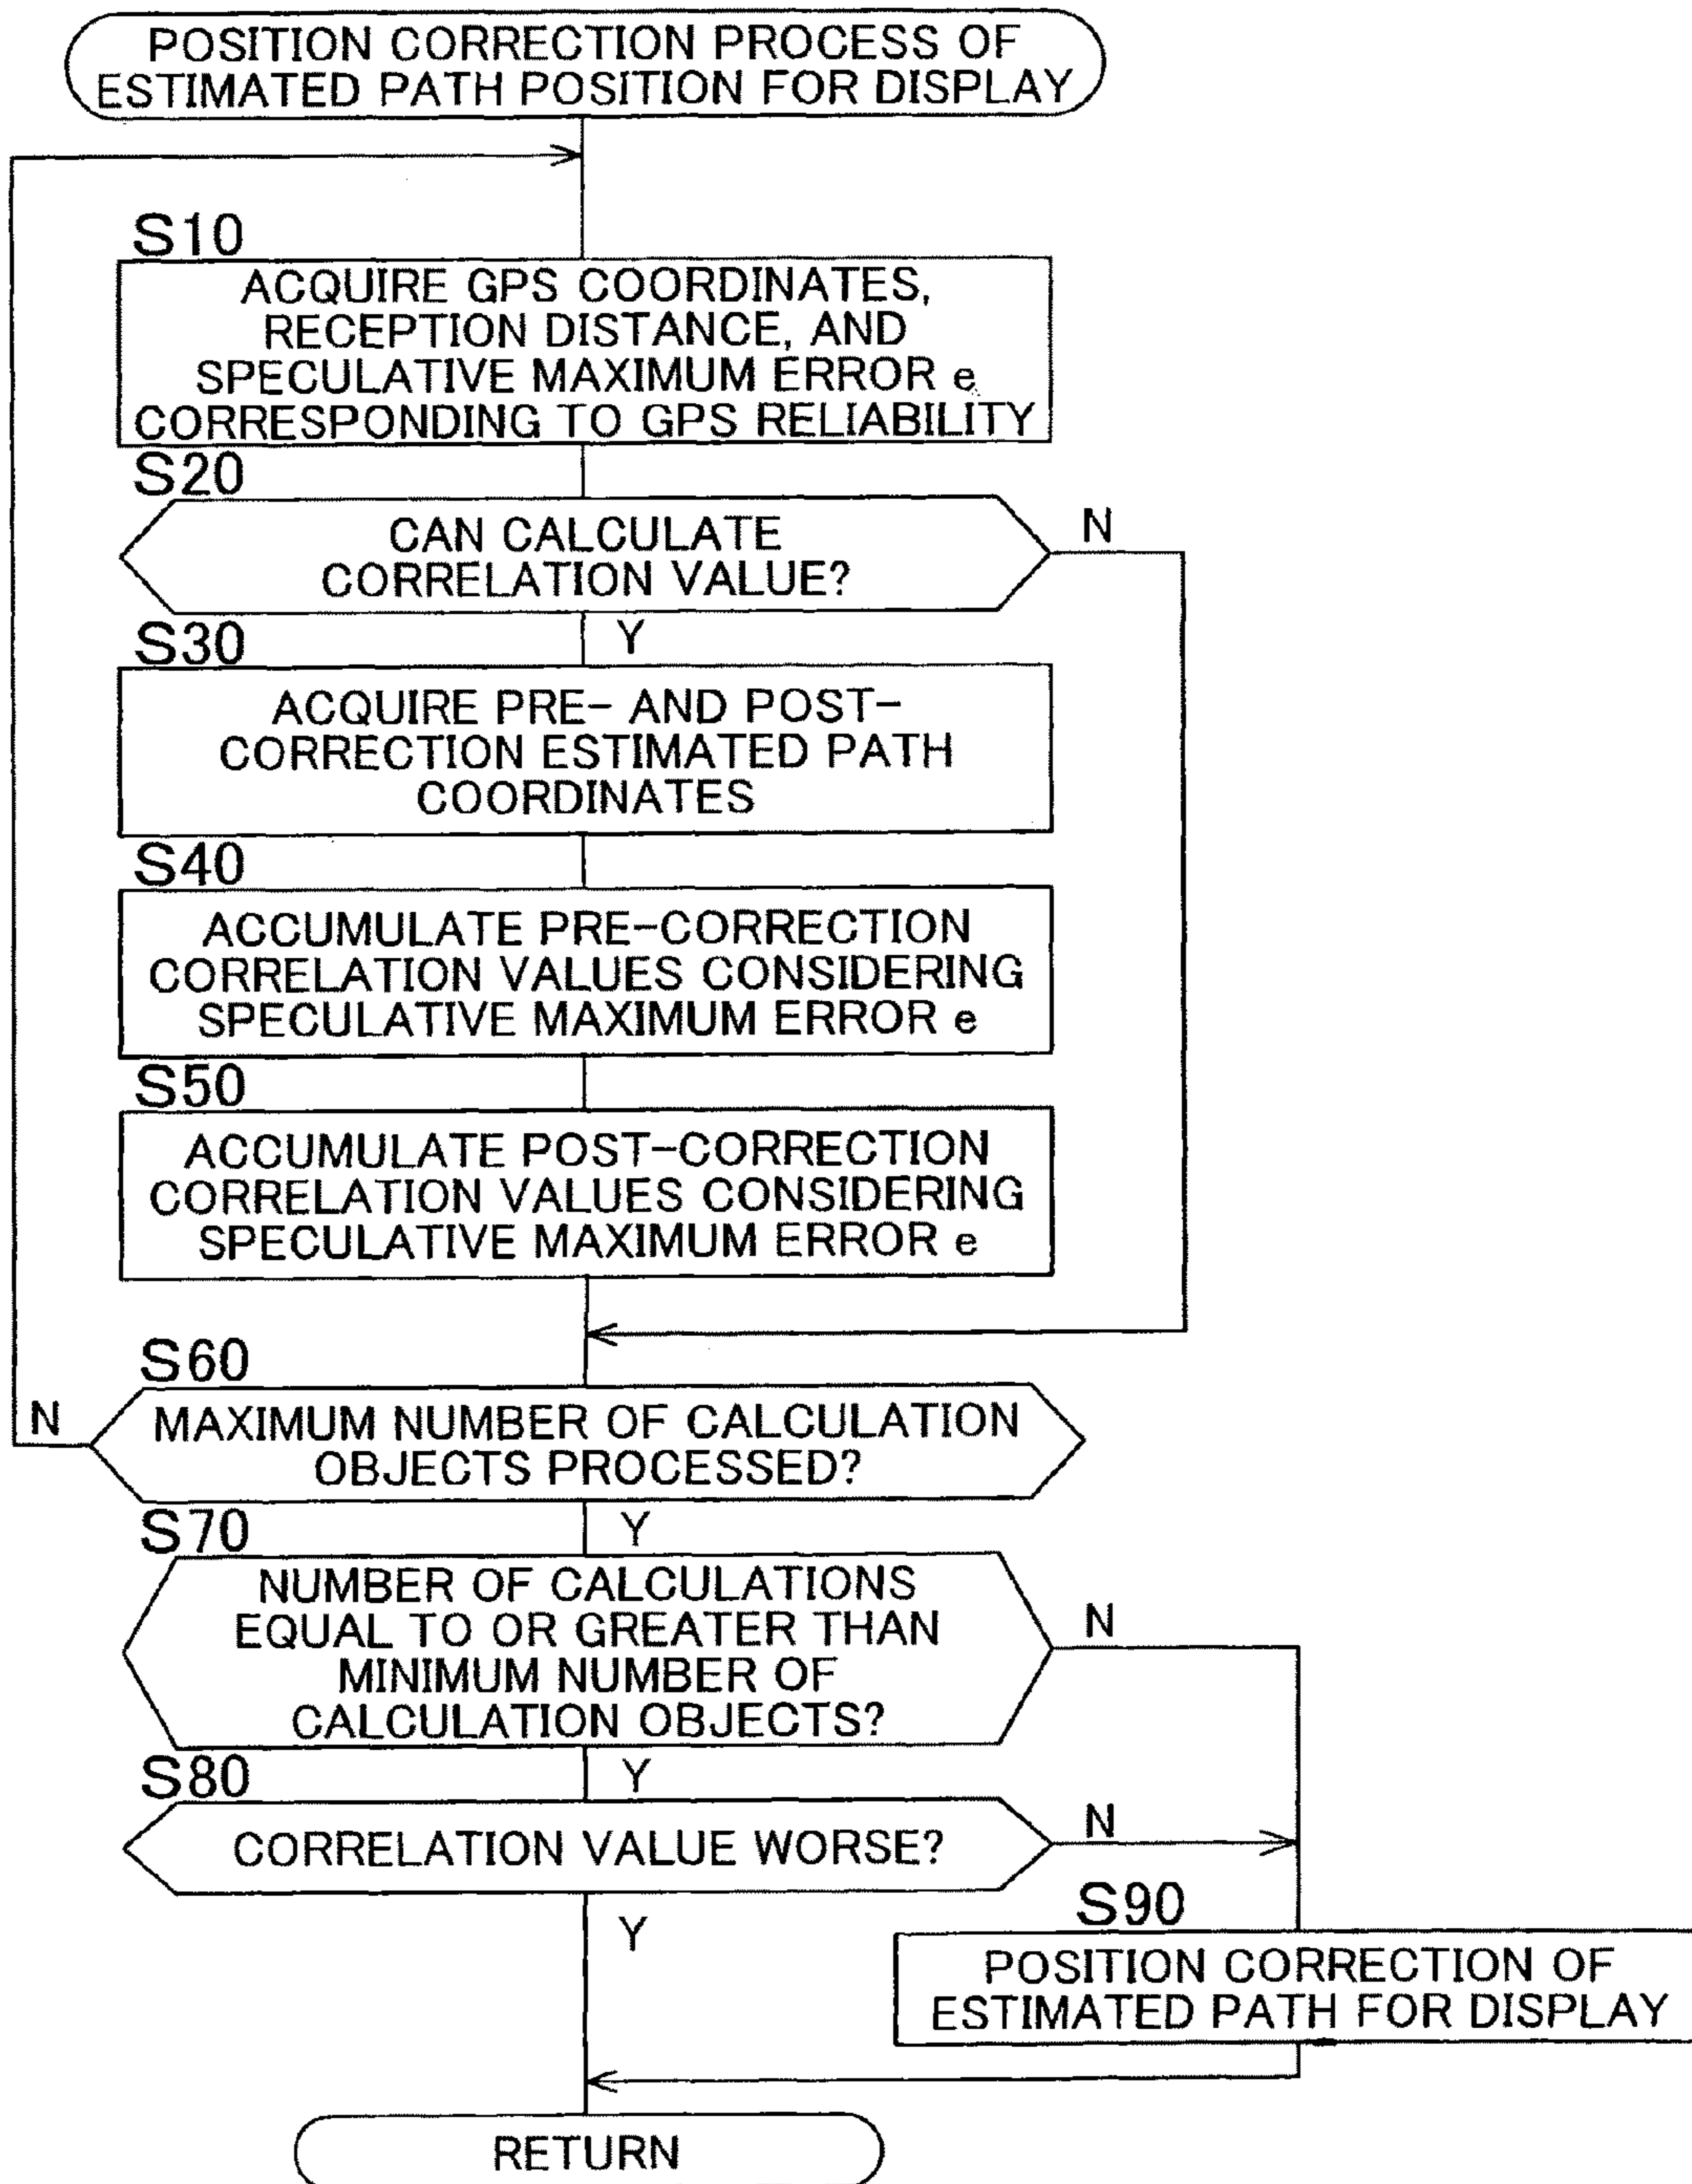 POSITION CORRECTION PROCESS OF
ESTIMATED PATH POSITION FOR DISPLAY
S10
ACQUIRE GPS COORDINATES,
RECEPTION DISTANCE, AND
SPECULATIVE MAXIMUM ERROR e
CORRESPONDING TO GPS RELIABILITY
S20
CAN CALCULATE
CORRELATION VALUE?
N
Y
S30
ACQUIRE PRE- AND POST-
CORRECTION ESTIMATED PATH
COORDINATES
S40
ACCUMULATE PRE-CORRECTION
CORRELATION VALUES CONSIDERING
SPECULATIVE MAXIMUM ERROR e
S50
ACCUMULATE POST-CORRECTION
CORRELATION VALUES CONSIDERING
SPECULATIVE MAXIMUM ERROR e
S60
N
MAXIMUM NUMBER OF CALCULATION
OBJECTS PROCESSED?
Y
S70
NUMBER OF CALCULATIONS
EQUAL TO OR GREATER THAN
MINIMUM NUMBER OF
CALCULATION OBJECTS?
N
Y
S80
CORRELATION VALUE WORSE?
N
Y
S90
POSITION CORRECTION OF
ESTIMATED PATH FOR DISPLAY
RETURN